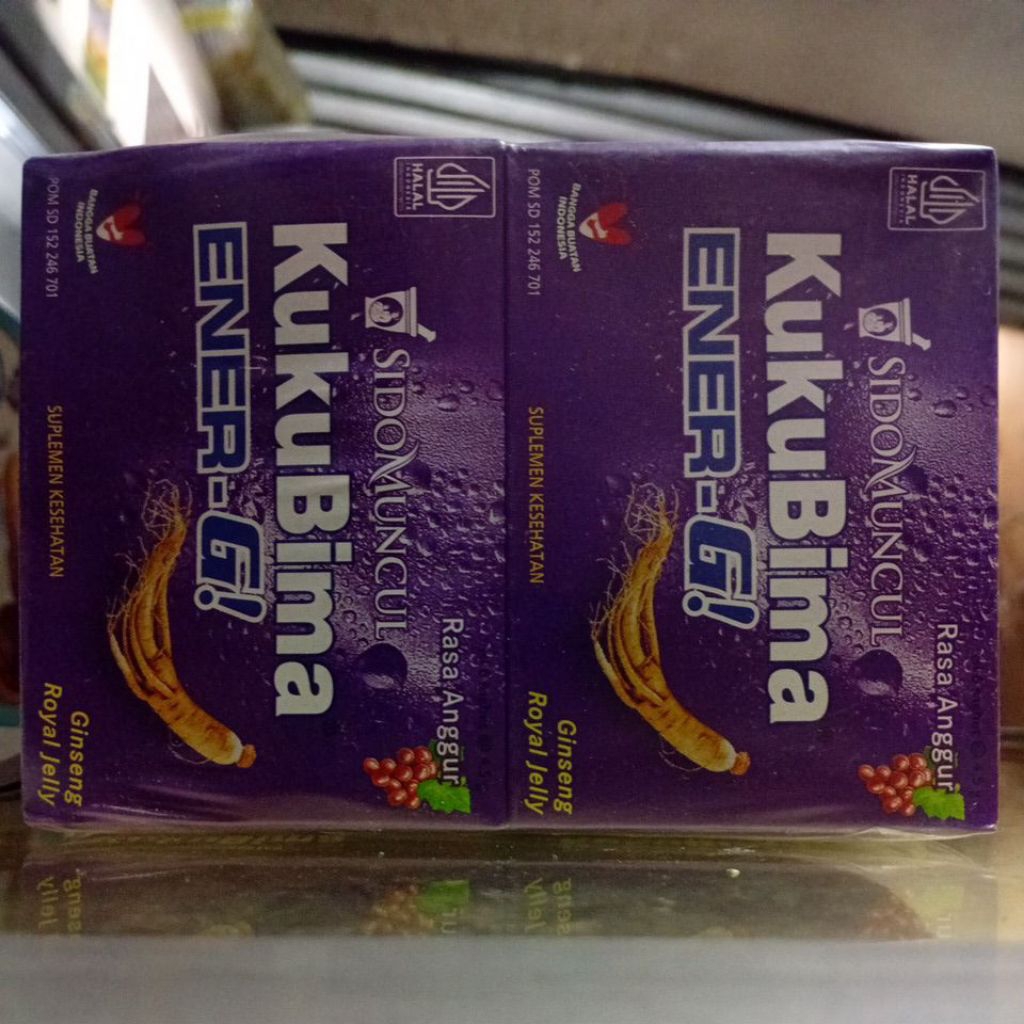 HALAL
INDONESIA
SIDOMUNCUL
Rasa Anggur
KukuBima
ENER-G!
BANGGA BUATAN
INDONESIA
POM SD 152 246 701
SUPLEMEN KESEHATAN
Ginseng
Royal Jelly
HALAL
INDONESIA
SIDOMUNCUL
Rasa Anggur
KukuBima
ENER-G!
BANGGA BUATAN
INDONESIA
POM SD 152 246 701
SUPLEMEN KESEHATAN
Ginseng
Royal Jelly